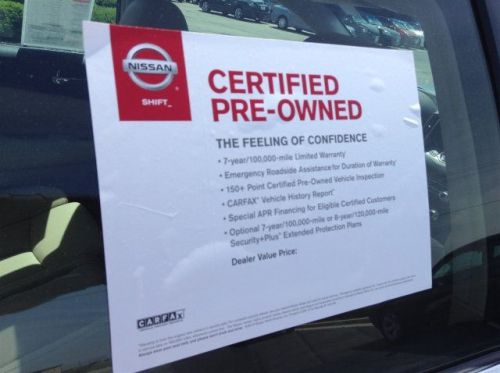 NISSAN
SHIFT_
CERTIFIED
PRE-OWNED
THE FEELING OF CONFIDENCE
• 7-year/100,000-mile Limited Warranty*
• Emergency Roadside Assistance for Duration of Warranty*
• 150+ Point Certified Pre-Owned Vehicle Inspection
• CARFAX® Vehicle History Report™
• Special APR Financing for Eligible Certified Customers
• Optional 7-year/100,000-mile or 8-year/120,000-mile
Security+Plus® Extended Protection Plans
Dealer Value Price:
CARFAX